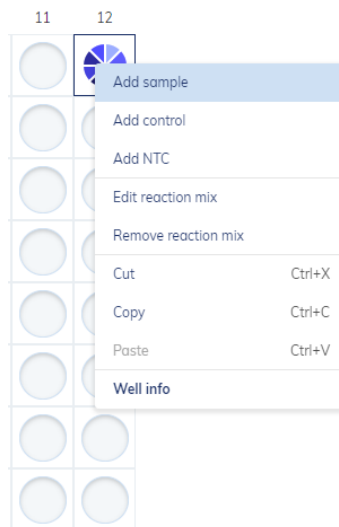 11 12
Add sample
Add control
Add NTC
Edit reaction mix
Remove reaction mix
Cut Ctrl+X
Copy Ctrl+C
Paste Ctrl+V
Well info